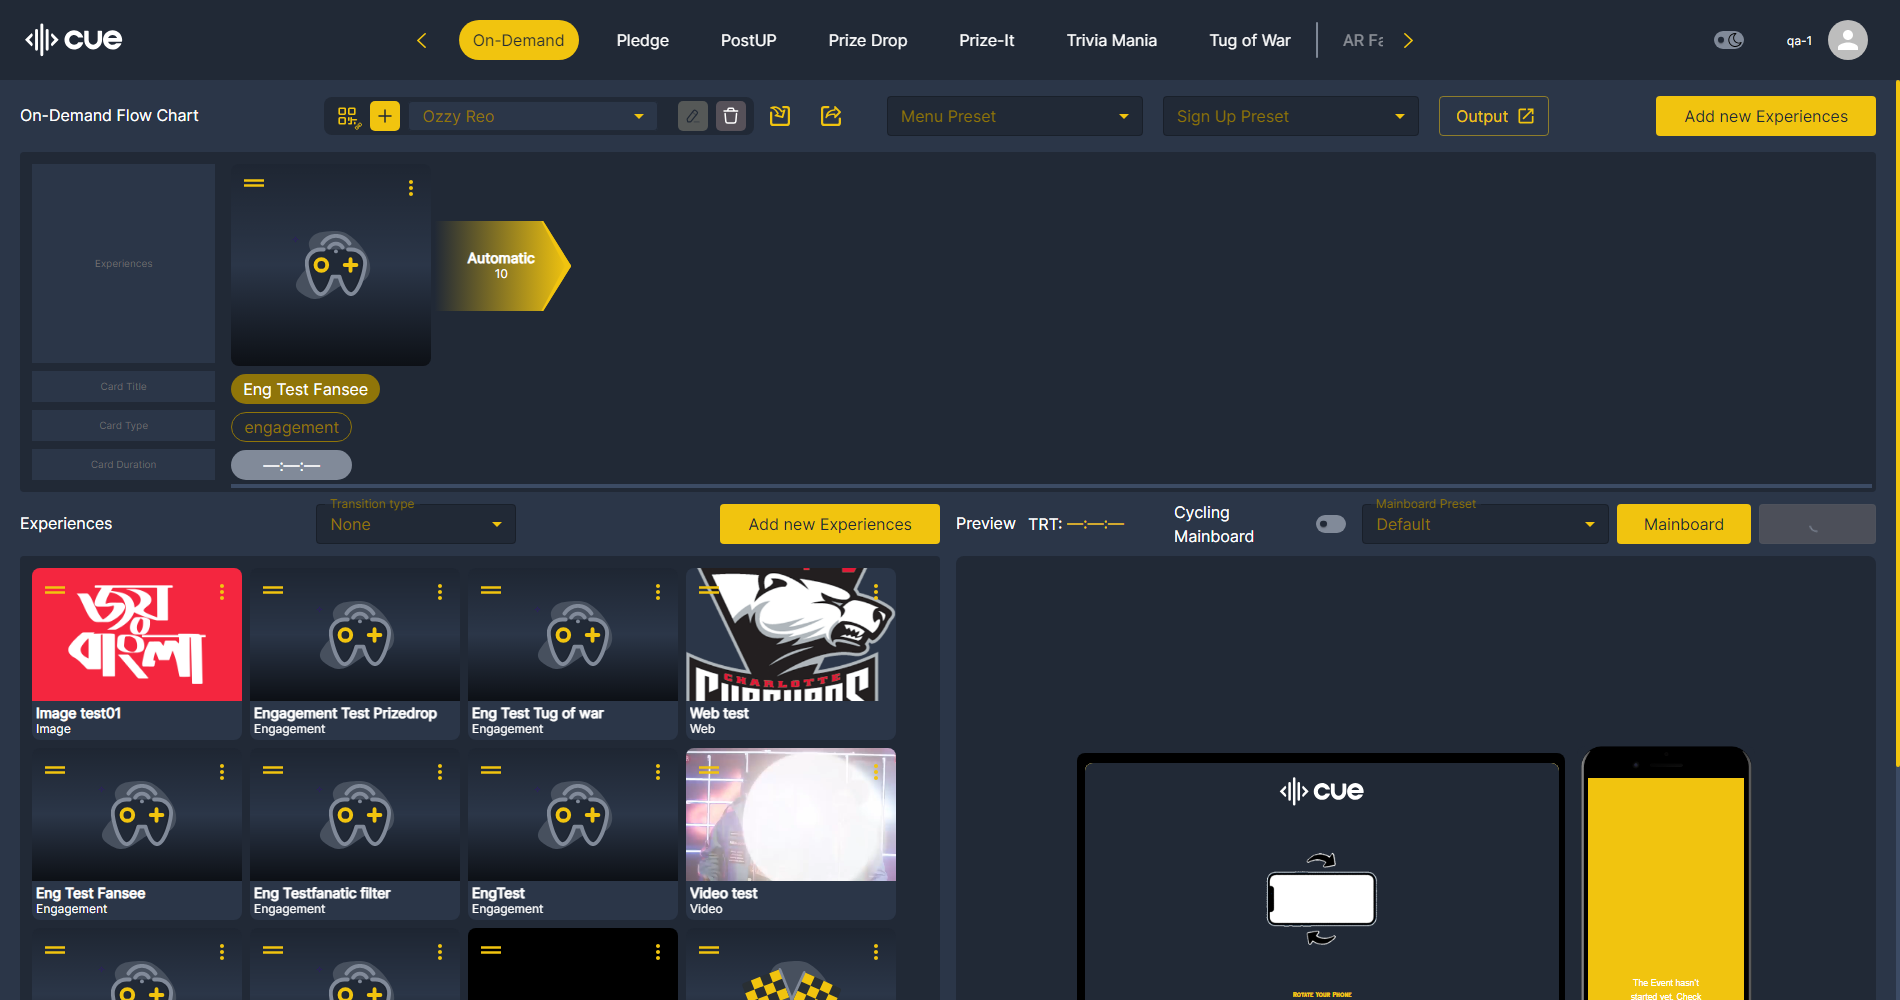 cue
On-Demand
Pledge
PostUP
Prize Drop
Prize-It
Trivia Mania
Tug of War
qa-1
On-Demand Flow Chart
Ozzy Reo
Menu Preset
Sign Up Preset
Output
Add new Experiences
Experiences
Automatic
10
Card Title
Eng Test Fansee
Card Type
engagement
Card Duration
—:—:—
Experiences
Transition type
None
Add new Experiences
Preview
TRT: —:—:—
Cycling
Mainboard
Mainboard Preset
Default
Mainboard
জয়
বাংলা
Image test01
Image
Engagement Test Prizedrop
Engagement
Eng Test Tug of war
Engagement
CHARLOTTE
Web test
Web
Eng Test Fansee
Engagement
Eng Testfanatic filter
Engagement
EngTest
Engagement
Video test
Video
cue
Rotate Your Phone
The Event hasn't
started yet. Check